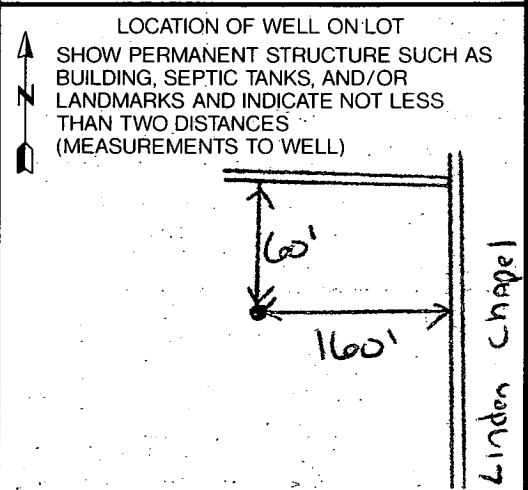 LOCATION OF WELL ON LOT
SHOW PERMANENT STRUCTURE SUCH AS
BUILDING, SEPTIC TANKS, AND/OR
N LANDMARKS AND INDICATE NOT LESS
THAN TWO DISTANCES
(MEASUREMENTS TO WELL)
60'
160'
Linden Chapel